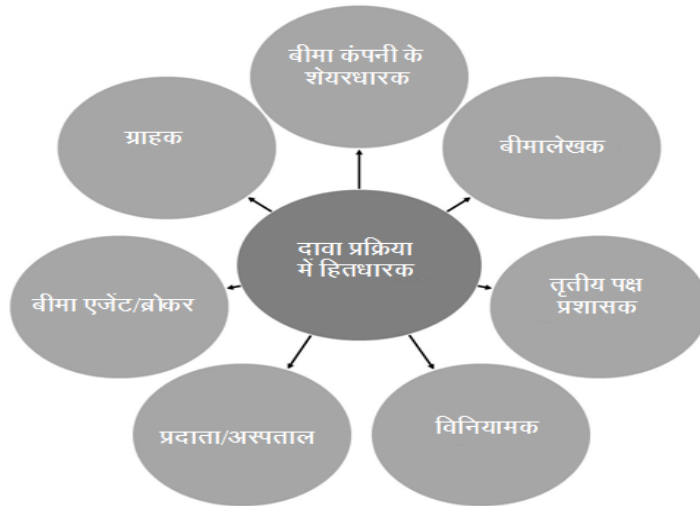 बीमा कंपनी के
शेयरधारक
ग्राहक
बीमालेखक
दावा प्रक्रिया
में हितधारक
बीमा एजेंट/ब्रोकर
तृतीय पक्ष
प्रशासक
प्रदाता/अस्पताल
विनियामक